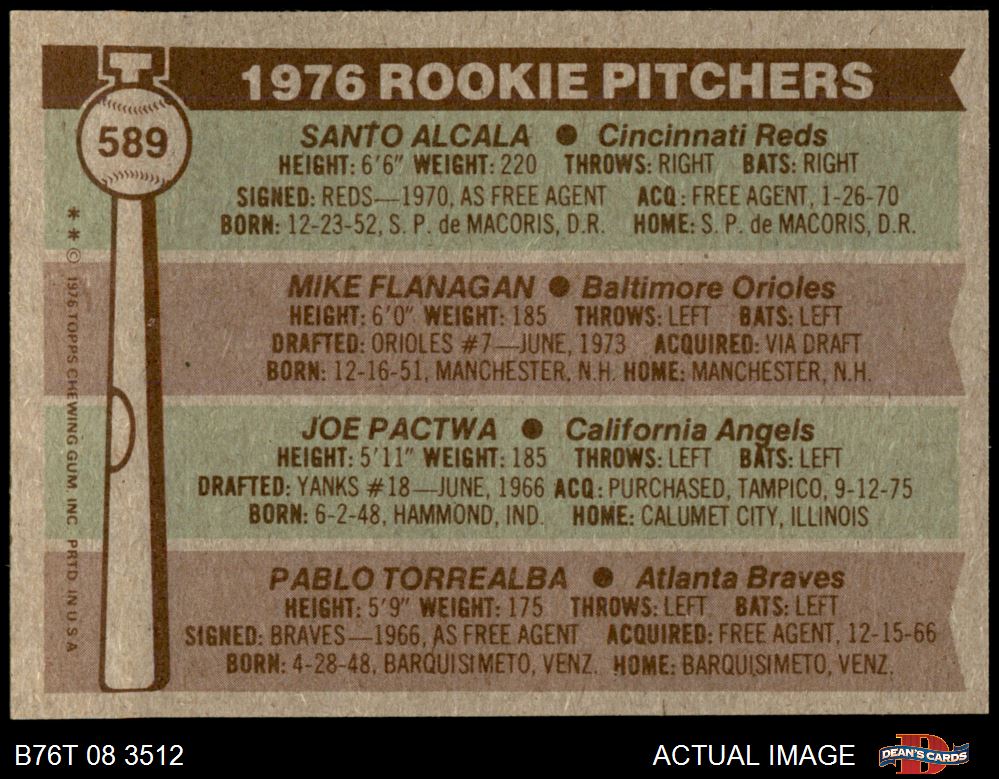 1976 ROOKIE PITCHERS
589
SANTO ALCALA ● Cincinnati Reds
HEIGHT: 6'6" WEIGHT: 220 THROWS: RIGHT BATS: RIGHT
SIGNED: REDS—1970, AS FREE AGENT ACQ: FREE AGENT, 1-26-70
BORN: 12-23-52, S. P. de MACORIS, D.R. HOME: S. P. de MACORIS, D.R.
MIKE FLANAGAN ● Baltimore Orioles
HEIGHT: 6'0" WEIGHT: 185 THROWS: LEFT BATS: LEFT
DRAFTED: ORIOLES #7—JUNE, 1973 ACQUIRED: VIA DRAFT
BORN: 12-16-51, MANCHESTER, N.H. HOME: MANCHESTER, N.H.
JOE PACTWA ● California Angels
HEIGHT: 5'11" WEIGHT: 185 THROWS: LEFT BATS: LEFT
DRAFTED: YANKS #18—JUNE, 1966 ACQ: PURCHASED, TAMPICO, 9-12-75
BORN: 6-2-48, HAMMOND, IND. HOME: CALUMET CITY, ILLINOIS
PABLO TORREALBA ● Atlanta Braves
HEIGHT: 5'9" WEIGHT: 175 THROWS: LEFT BATS: LEFT
SIGNED: BRAVES—1966, AS FREE AGENT ACQUIRED: FREE AGENT, 12-15-66
BORN: 4-28-48, BARQUISIMETO, VENZ. HOME: BARQUISIMETO, VENZ.
* * © 1976 TOPPS CHEWING GUM, INC. PRTD. IN U.S.A.
B76T 08 3512
ACTUAL IMAGE
DEAN'S CARDS